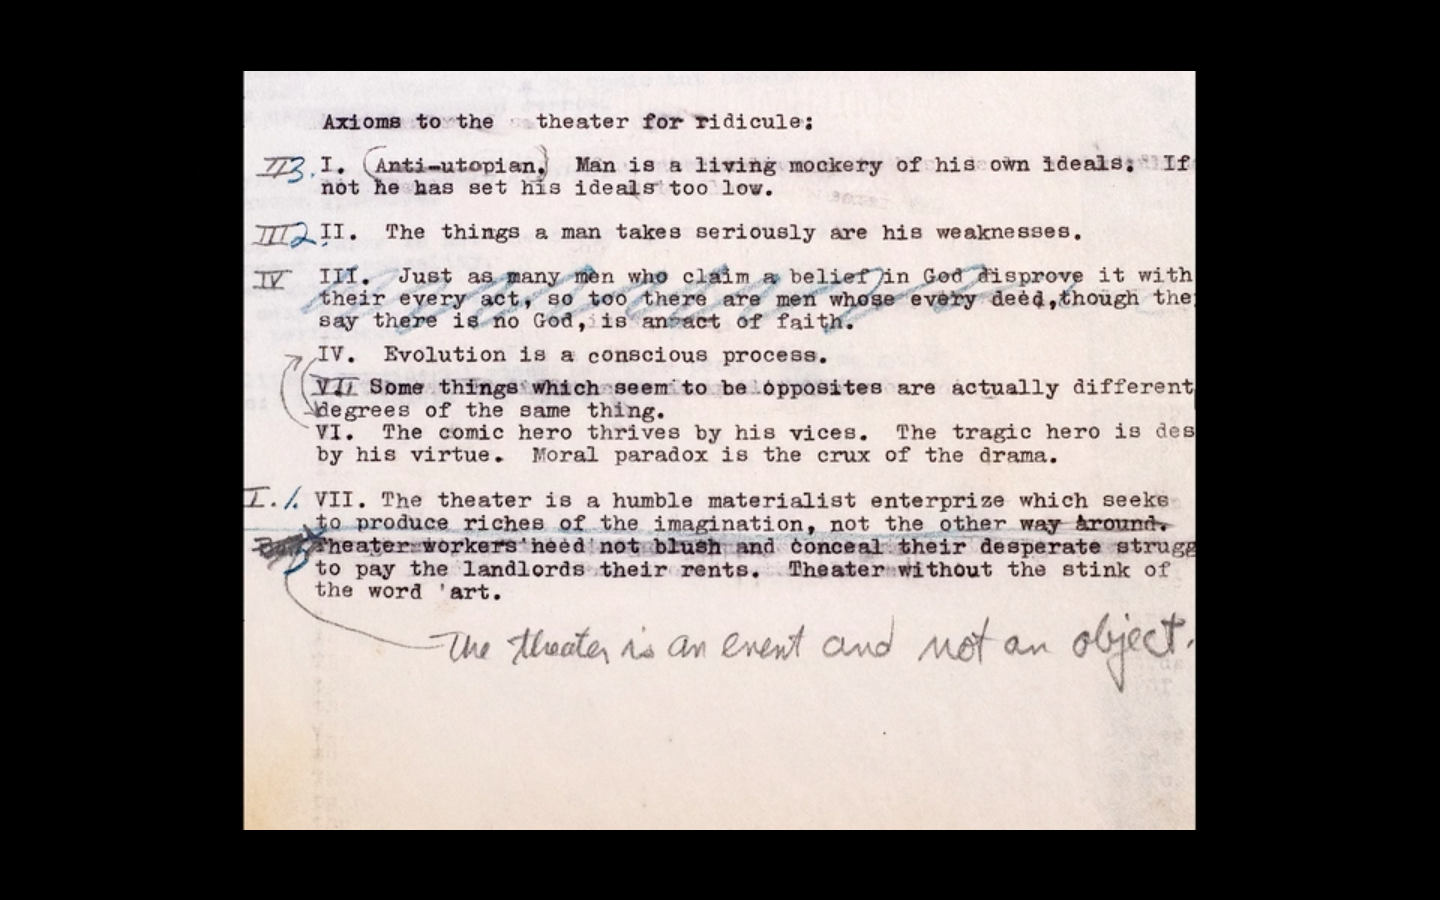 Axioms to the theater for ridicule:
II 3. I. (Anti-utopian.) Man is a living mockery of his own ideals. If
not he has set his ideals too low.
III 2. II. The things a man takes seriously are his weaknesses.
IV III. Just as many men who claim a belief in God disprove it with
their every act, so too there are men whose every deed, though the
say there is no God, is an act of faith.
IV. Evolution is a conscious process.
VII. Some things which seem to be opposites are actually different
degrees of the same thing.
VI. The comic hero thrives by his vices. The tragic hero is des
by his virtue. Moral paradox is the crux of the drama.
I. 1. VII. The theater is a humble materialist enterprize which seeks
to produce riches of the imagination, not the other way around.
Theater workers need not blush and conceal their desperate strugg
to pay the landlords their rents. Theater without the stink of
the word 'art.
The theater is an event and not an object.